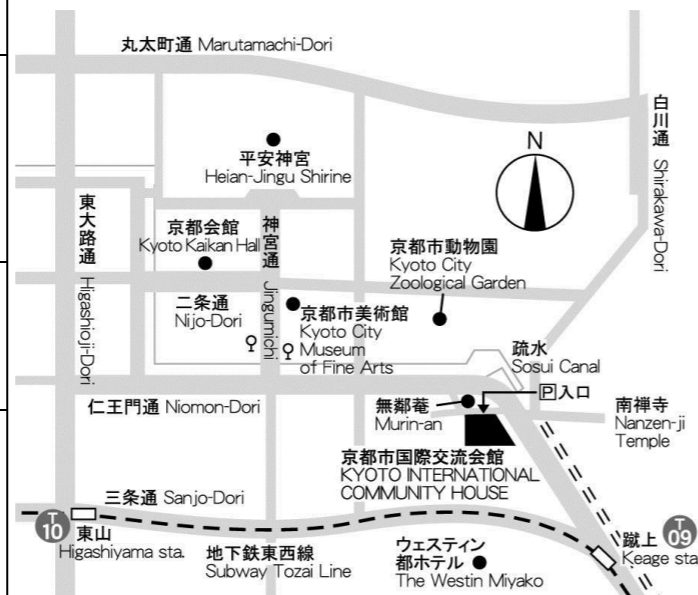 丸太町通 Marutamachi-Dori
白川通 Shirakawa-Dori
N
平安神宮
Heian-Jingu Shirine
東大路通 Higashioji-Dori
京都会館
Kyoto Kaikan Hall
神宮通 Jingumichi
京都市動物園
Kyoto City
Zoological Garden
二条通
Nijo-Dori
京都市美術館
Kyoto City
Museum
of Fine Arts
疏水
Sosui Canal
P入口
仁王門通 Niomon-Dori
無鄰菴
Murin-an
南禅寺
Nanzen-ji
Temple
京都市国際交流会館
KYOTO INTERNATIONAL
COMMUNITY HOUSE
三条通 Sanjo-Dori
T
10
東山
Higashiyama sta.
地下鉄東西線
Subway Tozai Line
ウェスティン
都ホテル
The Westin Miyako
蹴上
Keage sta
T
09